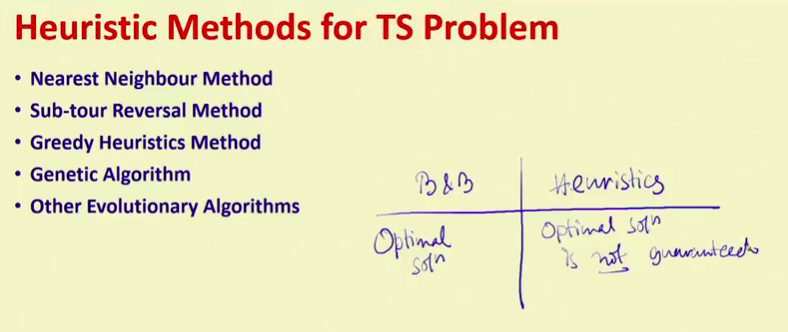 Heuristic Methods for TS Problem
• Nearest Neighbour Method
• Sub-tour Reversal Method
• Greedy Heuristics Method
• Genetic Algorithm
• Other Evolutionary Algorithms
B & B
Heuristics
Optimal
soln
Optimal soln
is not guaranteed